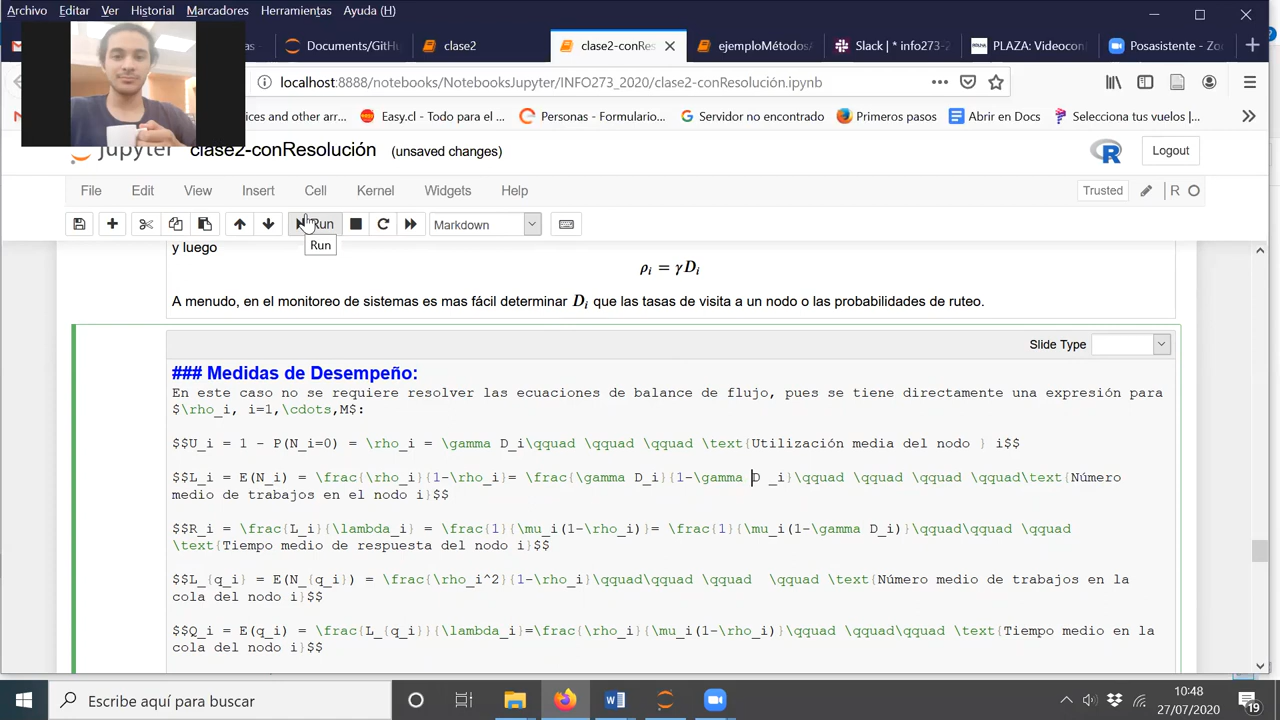 Archivo Editar Ver Historial Marcadores Herramientas Ayuda (H)
Documents/GitHu clase2 clase2-conRes ejemploMétodos/ Slack | * info273- PLAZA: Videoconf Posasistente - Zoo
localhost:8888/notebooks/NotebooksJupyter/INFO273_2020/clase2-conResolución.ipynb
ices and other arr... Easy.cl - Todo para el ... Personas - Formulario... Servidor no encontrado Primeros pasos Abrir en Docs Selecciona tus vuelos |...
jupyter clase2-conResolución (unsaved changes) Logout
File Edit View Insert Cell Kernel Widgets Help Trusted R
Run Markdown
Run
y luego
ρi = γDi
A menudo, en el monitoreo de sistemas es mas fácil determinar Di que las tasas de visita a un nodo o las probabilidades de ruteo.
Slide Type
### Medidas de Desempeño:
En este caso no se requiere resolver las ecuaciones de balance de flujo, pues se tiene directamente una expresión para
$\rho_i, i=1,\cdots,M$:
$$U_i = 1 - P(N_i=0) = \rho_i = \gamma D_i\qquad \qquad \qquad \text{Utilización media del nodo } i$$
$$L_i = E(N_i) = \frac{\rho_i}{1-\rho_i}= \frac{\gamma D_i}{1-\gamma D _i}\qquad \qquad \qquad \qquad\text{Número
medio de trabajos en el nodo i}$$
$$R_i = \frac{L_i}{\lambda_i} = \frac{1}{\mu_i(1-\rho_i)}= \frac{1}{\mu_i(1-\gamma D_i)}\qquad\qquad \qquad
\text{Tiempo medio de respuesta del nodo i}$$
$$L_{q_i} = E(N_{q_i}) = \frac{\rho_i^2}{1-\rho_i}\qquad\qquad \qquad  \qquad \text{Número medio de trabajos en la
cola del nodo i}$$
$$Q_i = E(q_i) = \frac{L_{q_i}}{\lambda_i}=\frac{\rho_i}{\mu_i(1-\rho_i)}\qquad \qquad\qquad \text{Tiempo medio en la
cola del nodo i}$$
Escribe aquí para buscar
10:48
27/07/2020
19